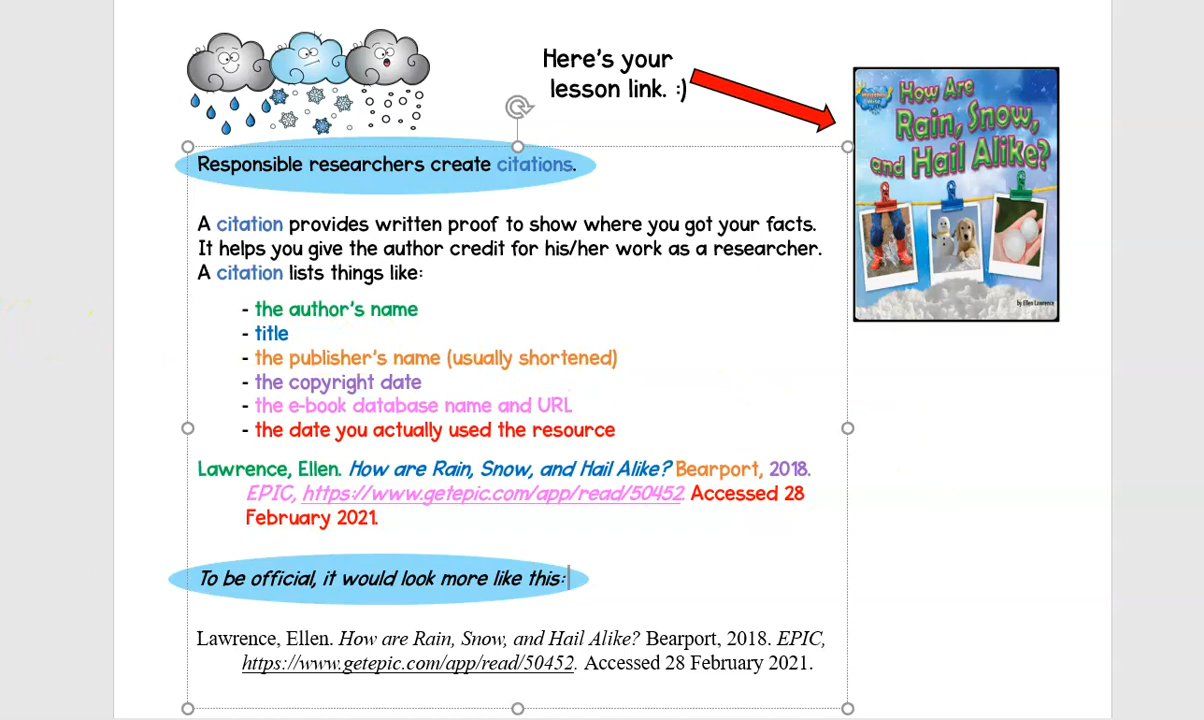 Here's your
lesson link. :)
Weather Wise
How Are
Rain, Snow,
and Hail Alike?
by Ellen Lawrence
Responsible researchers create citations.
A citation provides written proof to show where you got your facts.
It helps you give the author credit for his/her work as a researcher.
A citation lists things like:
- the author's name
- title
- the publisher's name (usually shortened)
- the copyright date
- the e-book database name and URL
- the date you actually used the resource
Lawrence, Ellen. How are Rain, Snow, and Hail Alike? Bearport, 2018.
EPIC, https://www.getepic.com/app/read/50452. Accessed 28
February 2021.
To be official, it would look more like this:
Lawrence, Ellen. How are Rain, Snow, and Hail Alike? Bearport, 2018. EPIC,
https://www.getepic.com/app/read/50452. Accessed 28 February 2021.